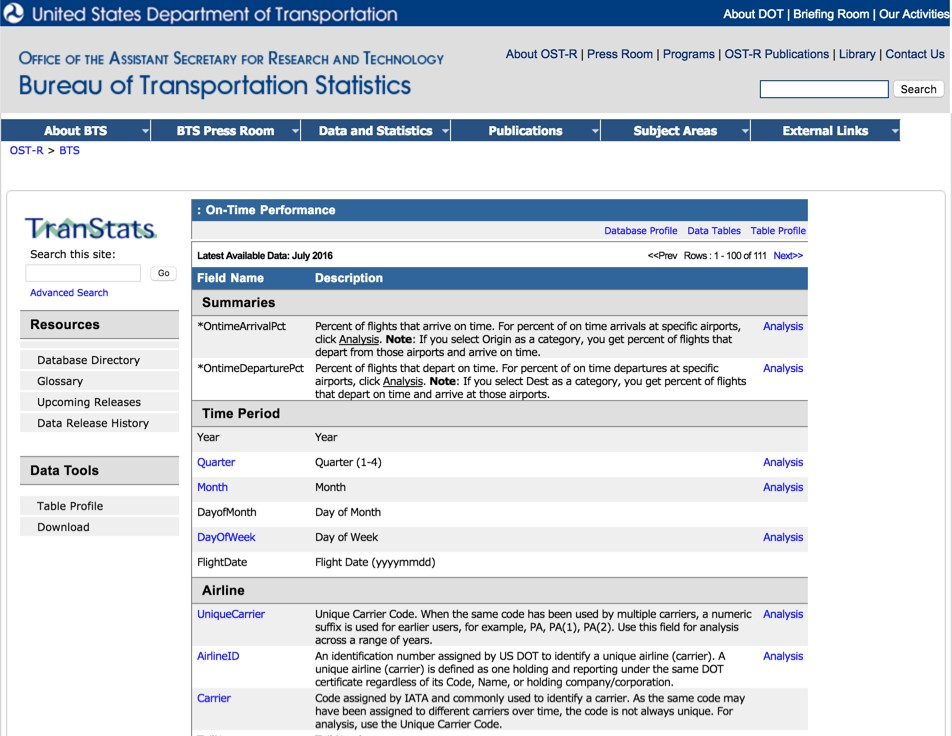 United States Department of Transportation
About DOT | Briefing Room | Our Activities
OFFICE OF THE ASSISTANT SECRETARY FOR RESEARCH AND TECHNOLOGY
About OST-R | Press Room | Programs | OST-R Publications | Library | Contact Us
Bureau of Transportation Statistics
Search
About BTS
BTS Press Room
Data and Statistics
Publications
Subject Areas
External Links
OST-R > BTS
TranStats
Search this site:
Go
Advanced Search
Resources
Database Directory
Glossary
Upcoming Releases
Data Release History
Data Tools
Table Profile
Download
: On-Time Performance
Database Profile Data Tables Table Profile
Latest Available Data: July 2016 <<Prev Rows : 1 - 100 of 111 Next>>
Field Name Description
Summaries
*OntimeArrivalPct Percent of flights that arrive on time. For percent of on time arrivals at specific airports, Analysis
click Analysis. Note: If you select Origin as a category, you get percent of flights that
depart from those airports and arrive on time.
*OntimeDeparturePct Percent of flights that depart on time. For percent of on time departures at specific Analysis
airports, click Analysis. Note: If you select Dest as a category, you get percent of flights
that depart on time and arrive at those airports.
Time Period
Year Year
Quarter Quarter (1-4) Analysis
Month Month Analysis
DayofMonth Day of Month
DayOfWeek Day of Week Analysis
FlightDate Flight Date (yyyymmdd)
Airline
UniqueCarrier Unique Carrier Code. When the same code has been used by multiple carriers, a numeric Analysis
suffix is used for earlier users, for example, PA, PA(1), PA(2). Use this field for analysis
across a range of years.
AirlineID An identification number assigned by US DOT to identify a unique airline (carrier). A Analysis
unique airline (carrier) is defined as one holding and reporting under the same DOT
certificate regardless of its Code, Name, or holding company/corporation.
Carrier Code assigned by IATA and commonly used to identify a carrier. As the same code may
have been assigned to different carriers over time, the code is not always unique. For
analysis, use the Unique Carrier Code.